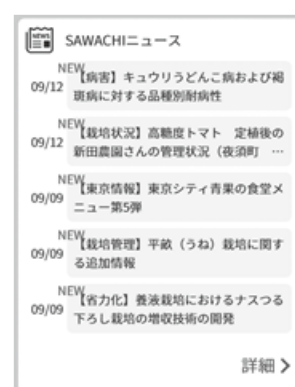 NEWS
SAWACHIニュース
NEW
09/12
【病害】キュウリうどんこ病および褐
斑病に対する品種別耐病性
NEW
09/12
【栽培状況】高糖度トマト　定植後の
新田農園さんの管理状況（夜須町　…
NEW
09/09
【東京情報】東京シティ青果の食堂メ
ニュー第5弾
NEW
09/09
【栽培管理】平畝（うね）栽培に関す
る追加情報
NEW
09/09
【省力化】養液栽培におけるナスつる
下ろし栽培の増収技術の開発
詳細